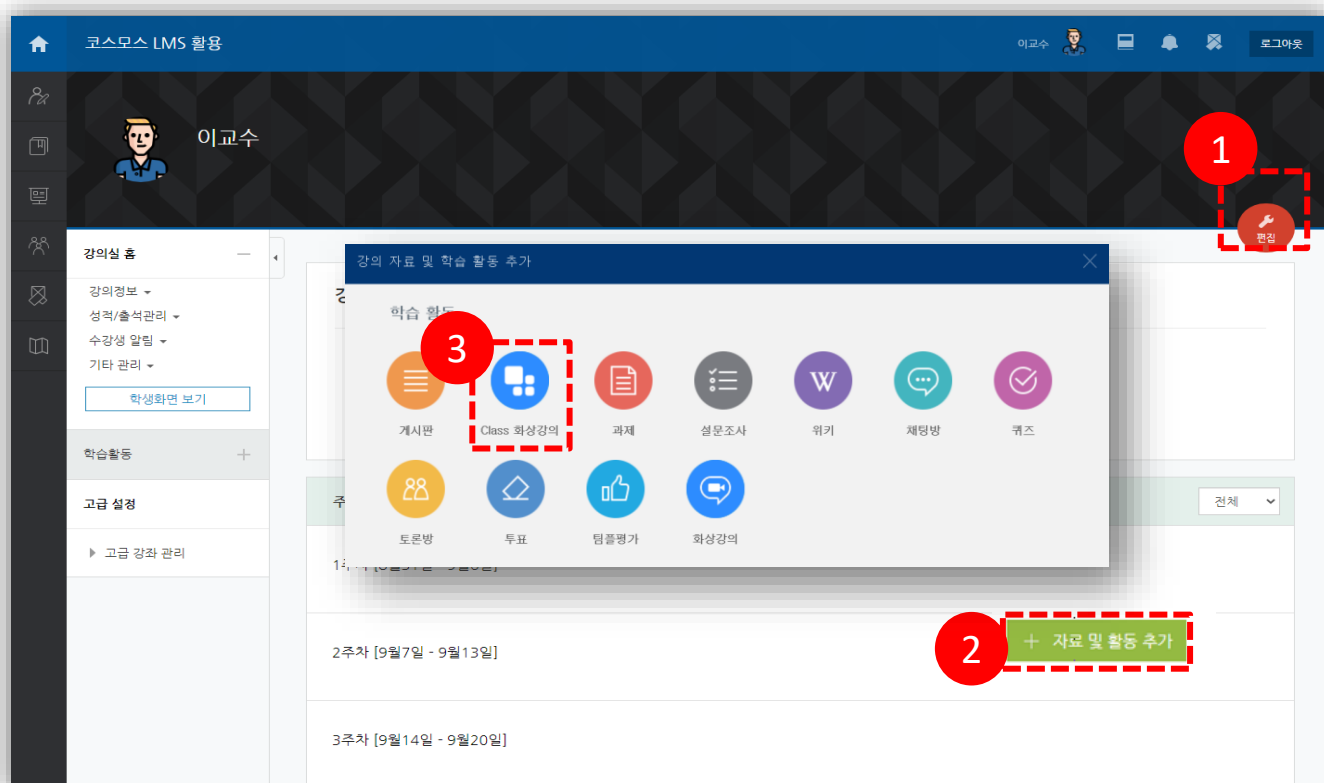 코스모스 LMS 활용
이교수
로그아웃
이교수
1
편집
강의실 홈
강의정보
성적/출석관리
수강생 알림
기타 관리
학생화면 보기
학습활동
고급 설정
고급 강좌 관리
강의 자료 및 학습 활동 추가
학습 활동
3
게시판
Class 화상강의
과제
설문조사
위키
W
채팅방
퀴즈
토론방
투표
팀플평가
화상강의
전체
2주차 [9월7일 - 9월13일]
2
+ 자료 및 활동 추가
3주차 [9월14일 - 9월20일]